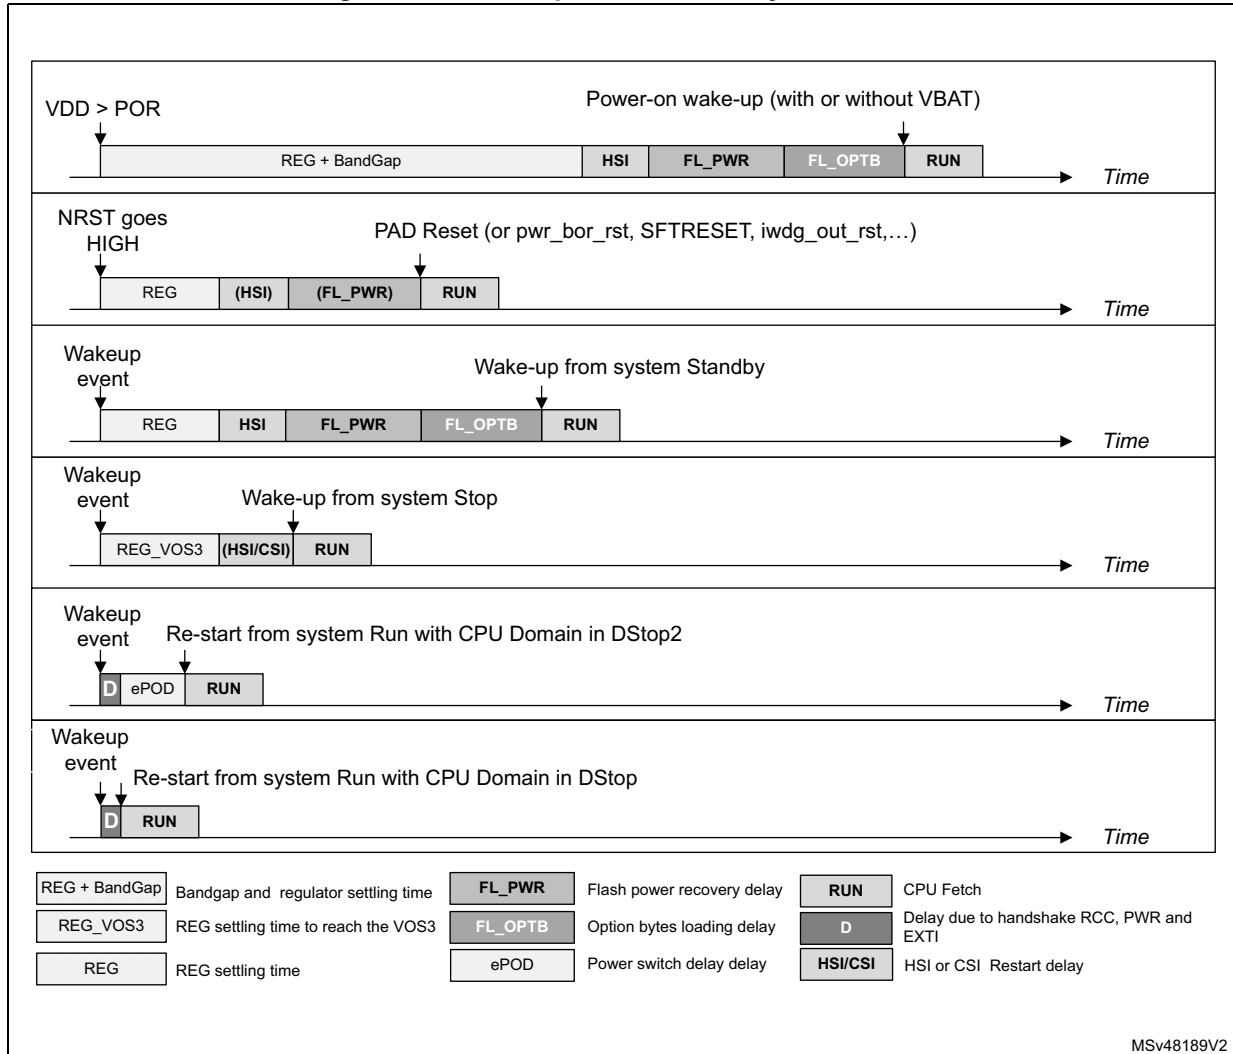 VDD > POR
Power-on wake-up (with or without VBAT)
REG + BandGap
HSI
FL_PWR
FL_OPTB
RUN
Time
NRST goes
HIGH
PAD Reset (or pwr_bor_rst, SFTRESET, iwdg_out_rst,...)
REG
(HSI)
(FL_PWR)
RUN
Time
Wakeup
event
Wake-up from system Standby
REG
HSI
FL_PWR
FL_OPTB
RUN
Time
Wakeup
event
Wake-up from system Stop
REG_VOS3
(HSI/CSI)
RUN
Time
Wakeup
event
Re-start from system Run with CPU Domain in DStop2
D
ePOD
RUN
Time
Wakeup
event
Re-start from system Run with CPU Domain in DStop
D
RUN
Time
REG + BandGap
Bandgap and regulator settling time
FL_PWR
Flash power recovery delay
RUN
CPU Fetch
REG_VOS3
REG settling time to reach the VOS3
FL_OPTB
Option bytes loading delay
D
Delay due to handshake RCC, PWR and
EXTI
REG
REG settling time
ePOD
Power switch delay delay
HSI/CSI
HSI or CSI Restart delay
MSv48189V2